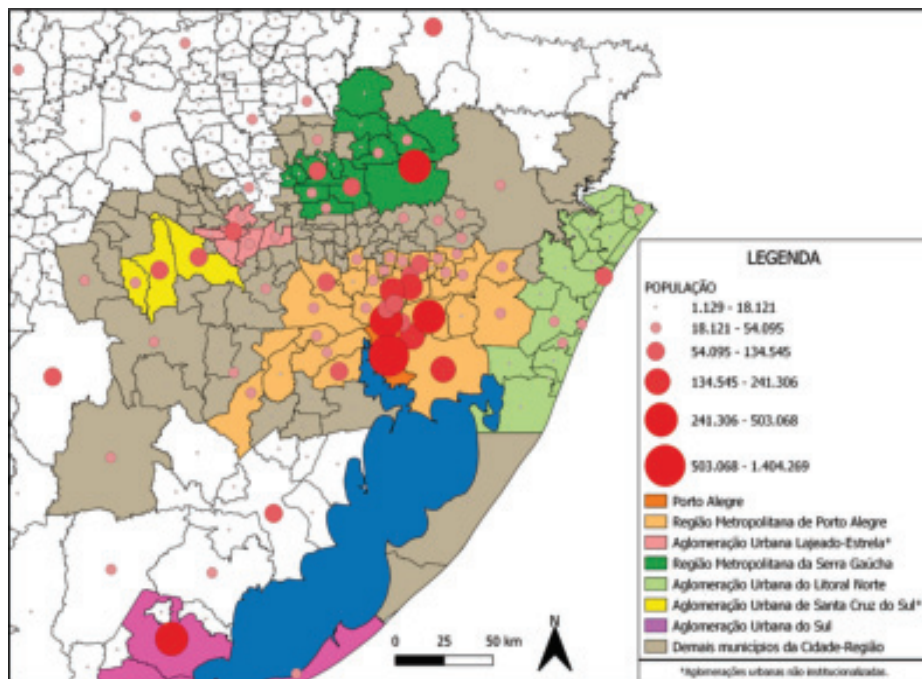 LEGENDA
POPULAÇÃO
1.129 - 18.121
18.121 - 54.095
54.095 - 134.545
134.545 - 241.306
241.306 - 503.068
503.068 - 1.404.269
Porto Alegre
Região Metropolitana de Porto Alegre
Aglomeração Urbana Lajeado-Estrela*
Região Metropolitana da Serra Gaúcha
Aglomeração Urbana do Litoral Norte
Aglomeração Urbana de Santa Cruz do Sul*
Aglomeração Urbana do Sul
Demais municípios da Cidade-Região
*Aglomerações urbanas não institucionalizadas.
N
0 25 50 km